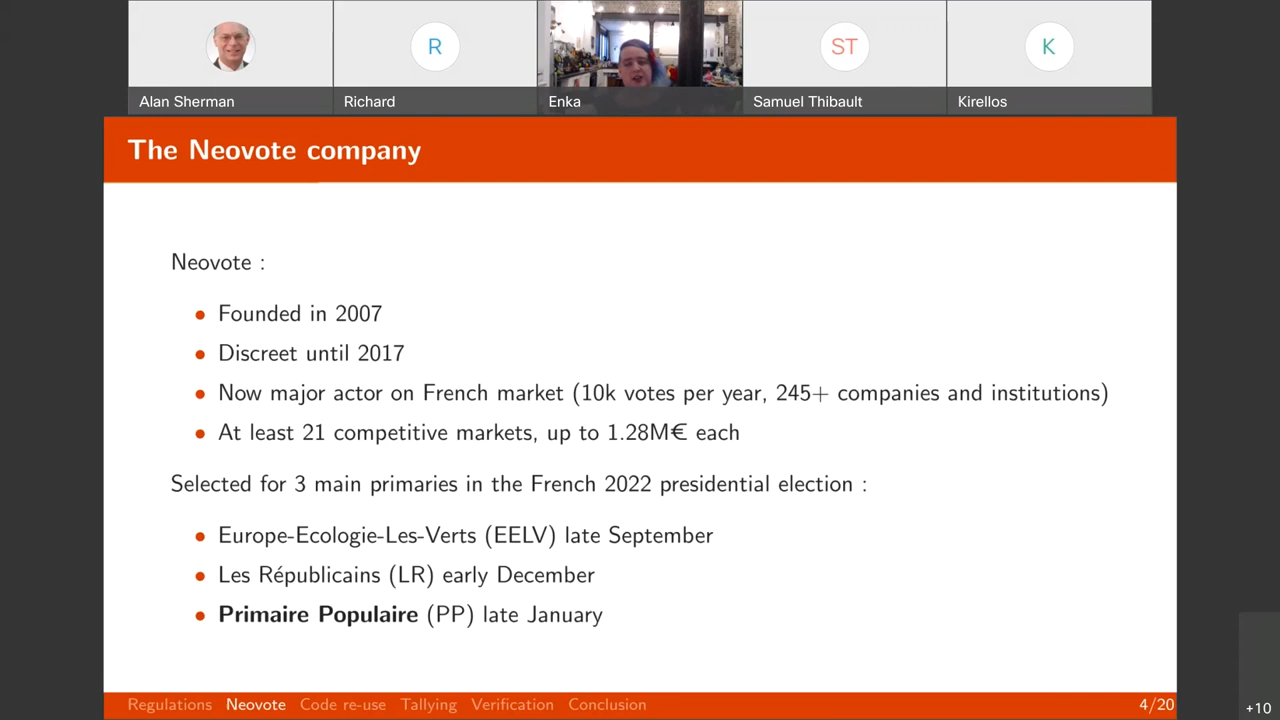 R
ST
K
Alan Sherman
Richard
Enka
Samuel Thibault
Kirellos
The Neovote company
Neovote :
• Founded in 2007
• Discreet until 2017
• Now major actor on French market (10k votes per year, 245+ companies and institutions)
• At least 21 competitive markets, up to 1.28M€ each
Selected for 3 main primaries in the French 2022 presidential election :
• Europe-Ecologie-Les-Verts (EELV) late September
• Les Républicains (LR) early December
• Primaire Populaire (PP) late January
Regulations Neovote Code re-use Tallying Verification Conclusion 4/20
+10